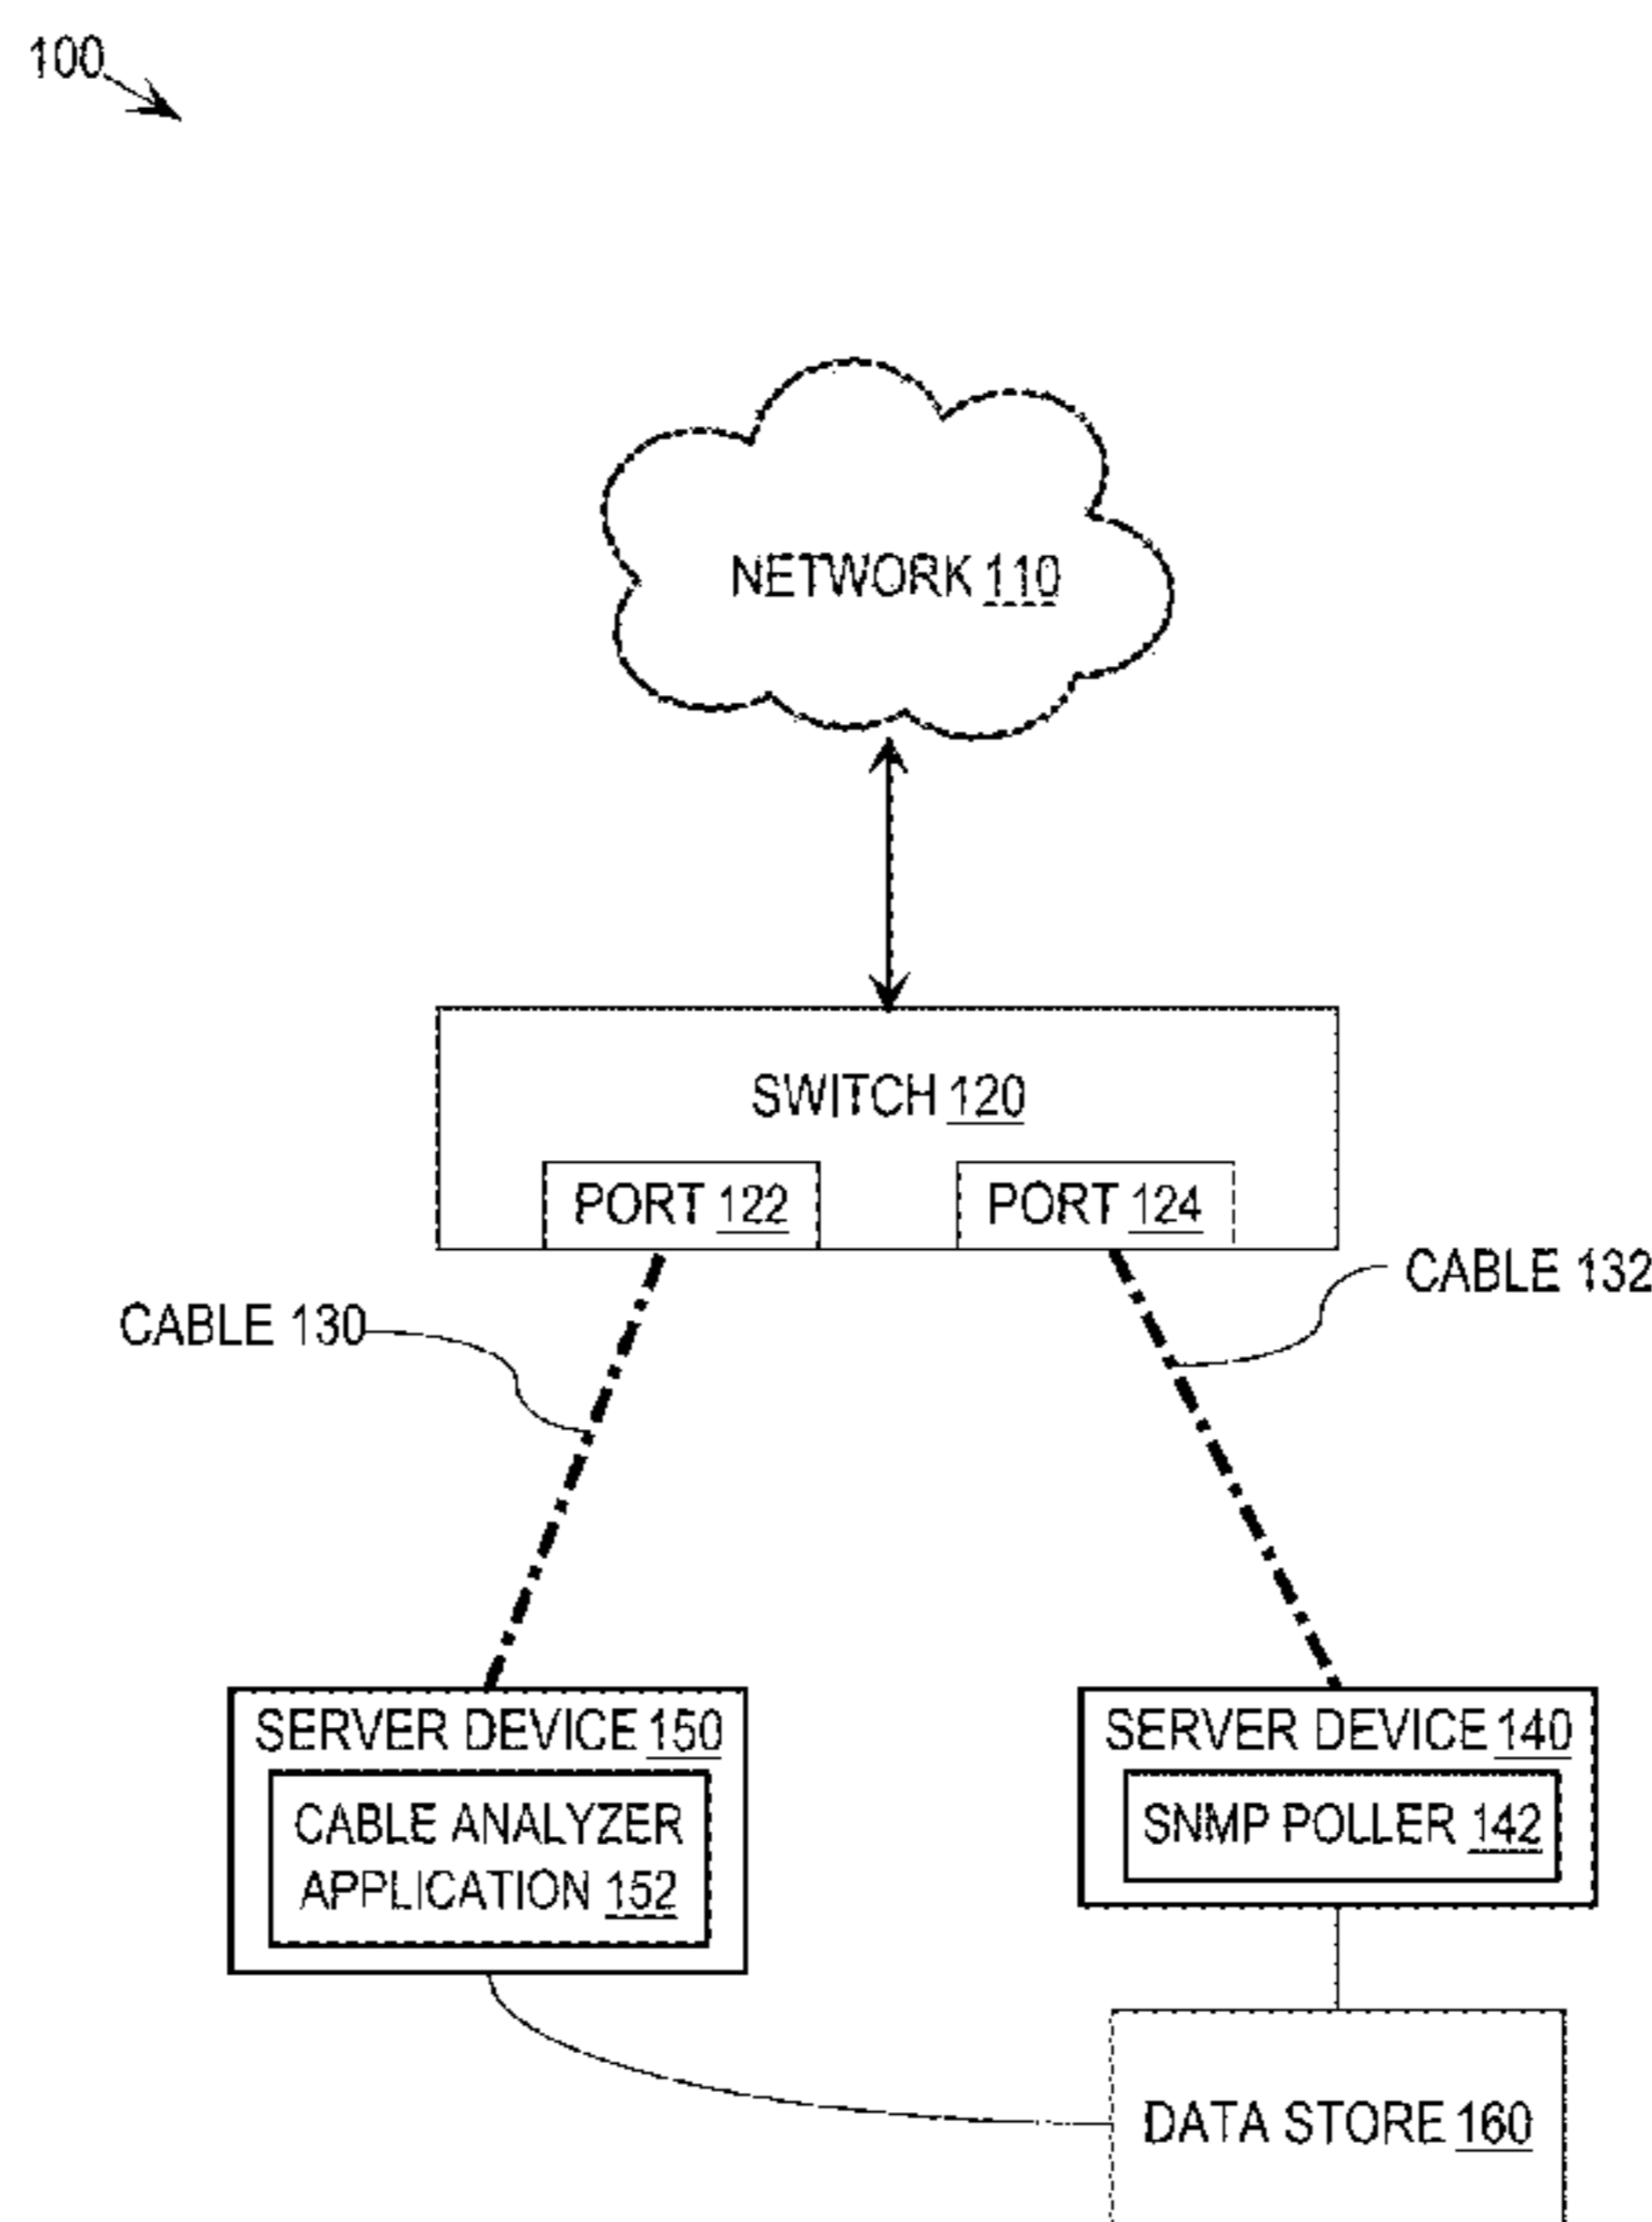 100
NETWORK 110
SWITCH 120
PORT 122
PORT 124
CABLE 132
CABLE 130
SERVER DEVICE 150
CABLE ANALYZER
APPLICATION 152
SERVER DEVICE 140
SNMP POLLER 142
DATA STORE 160